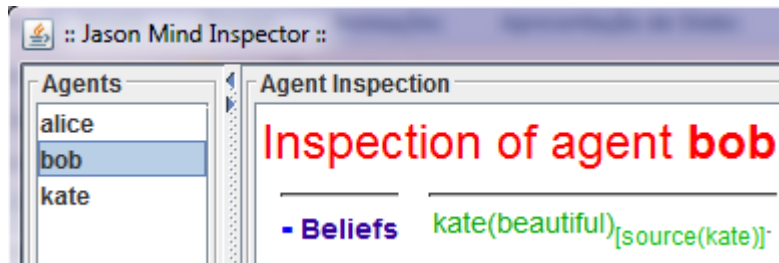 :: Jason Mind Inspector ::
Agents
alice
bob
kate
Agent Inspection
Inspection of agent bob
- Beliefs kate(beautiful)[source(kate)].